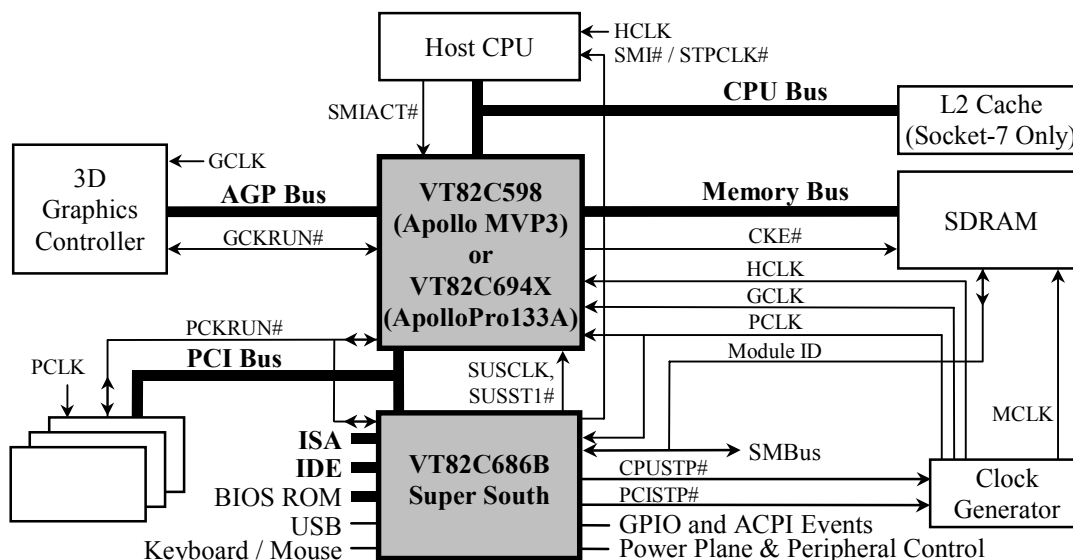 Host CPU
HCLK
SMI# / STPCLK#
SMIACT#
CPU Bus
L2 Cache
(Socket-7 Only)
3D
Graphics
Controller
GCLK
AGP Bus
GCKRUN#
VT82C598
(Apollo MVP3)
or
VT82C694X
(ApolloPro133A)
Memory Bus
SDRAM
CKE#
HCLK
GCLK
PCLK
Module ID
PCKRUN#
PCI Bus
PCLK
SUSCLK,
SUSST1#
MCLK
ISA
IDE
BIOS ROM
USB
Keyboard / Mouse
VT82C686B
Super South
SMBus
CPUSTP#
PCISTP#
Clock
Generator
GPIO and ACPI Events
Power Plane & Peripheral Control